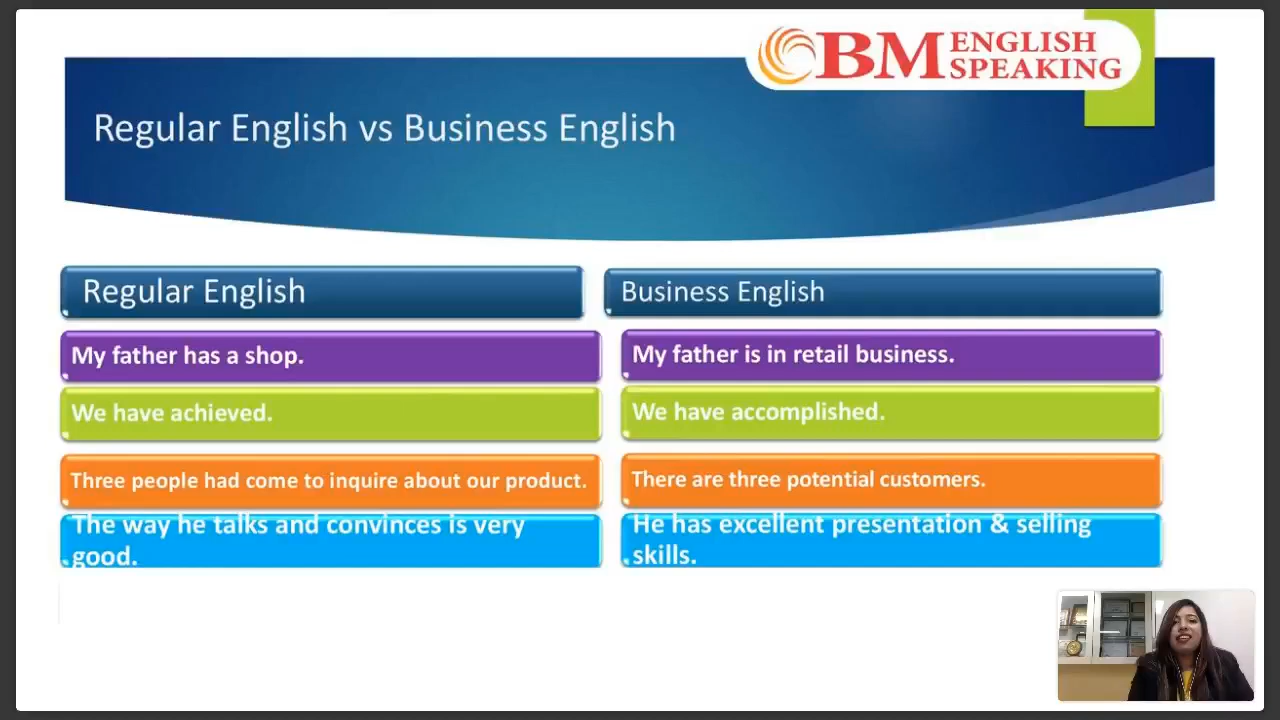 BM ENGLISH
SPEAKING
Regular English vs Business English
Regular English
Business English
My father has a shop.
My father is in retail business.
We have achieved.
We have accomplished.
Three people had come to inquire about our product.
There are three potential customers.
The way he talks and convinces is very
good.
He has excellent presentation & selling
skills.